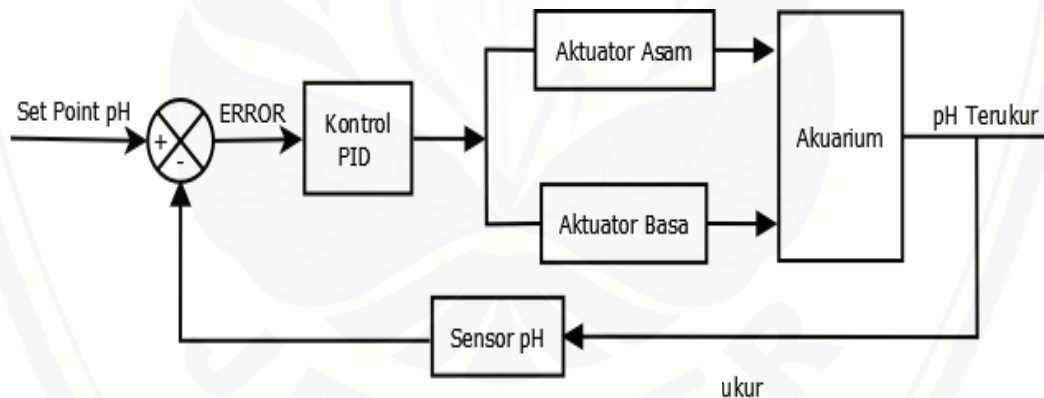 Set Point pH
+
-
ERROR
Kontrol
PID
Aktuator Asam
Aktuator Basa
Akuarium
pH Terukur
Sensor pH
ukur